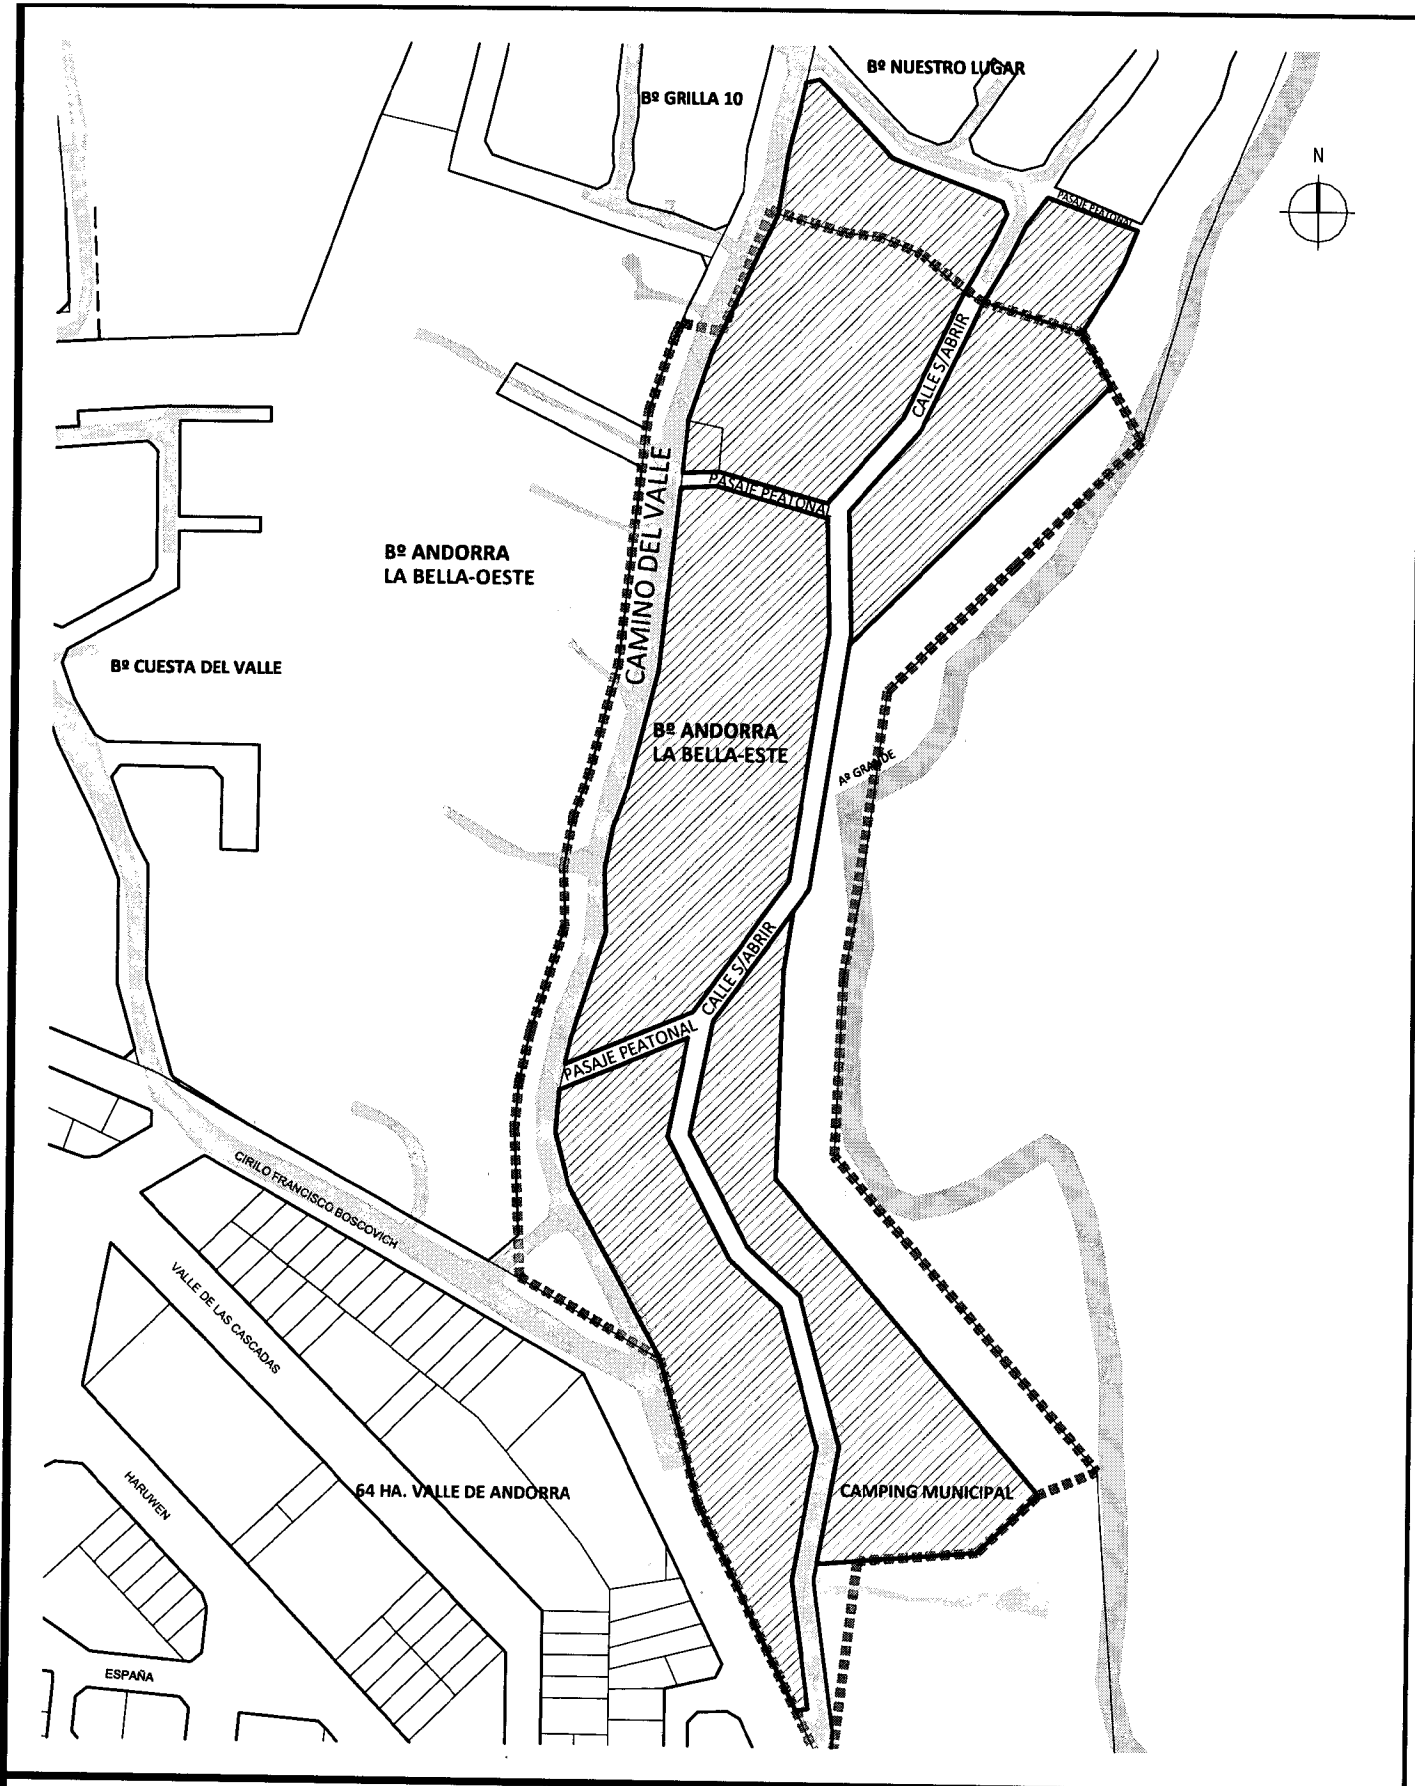 Bº NUESTRO LUGAR
Bº GRILLA 10
N
PASAJE PEATONAL
CALLE S/ABRIR
PASAJE PEATONAL
CAMINO DEL VALLE
Bº ANDORRA
LA BELLA-OESTE
Bº CUESTA DEL VALLE
Bº ANDORRA
LA BELLA-ESTE
Aº GRANDE
CALLE S/ABRIR
PASAJE PEATONAL
CIRILO FRANCISCO BOSCOVICH
VALLE DE LAS CASCADAS
HARUWEN
64 HA. VALLE DE ANDORRA
CAMPING MUNICIPAL
ESPAÑA